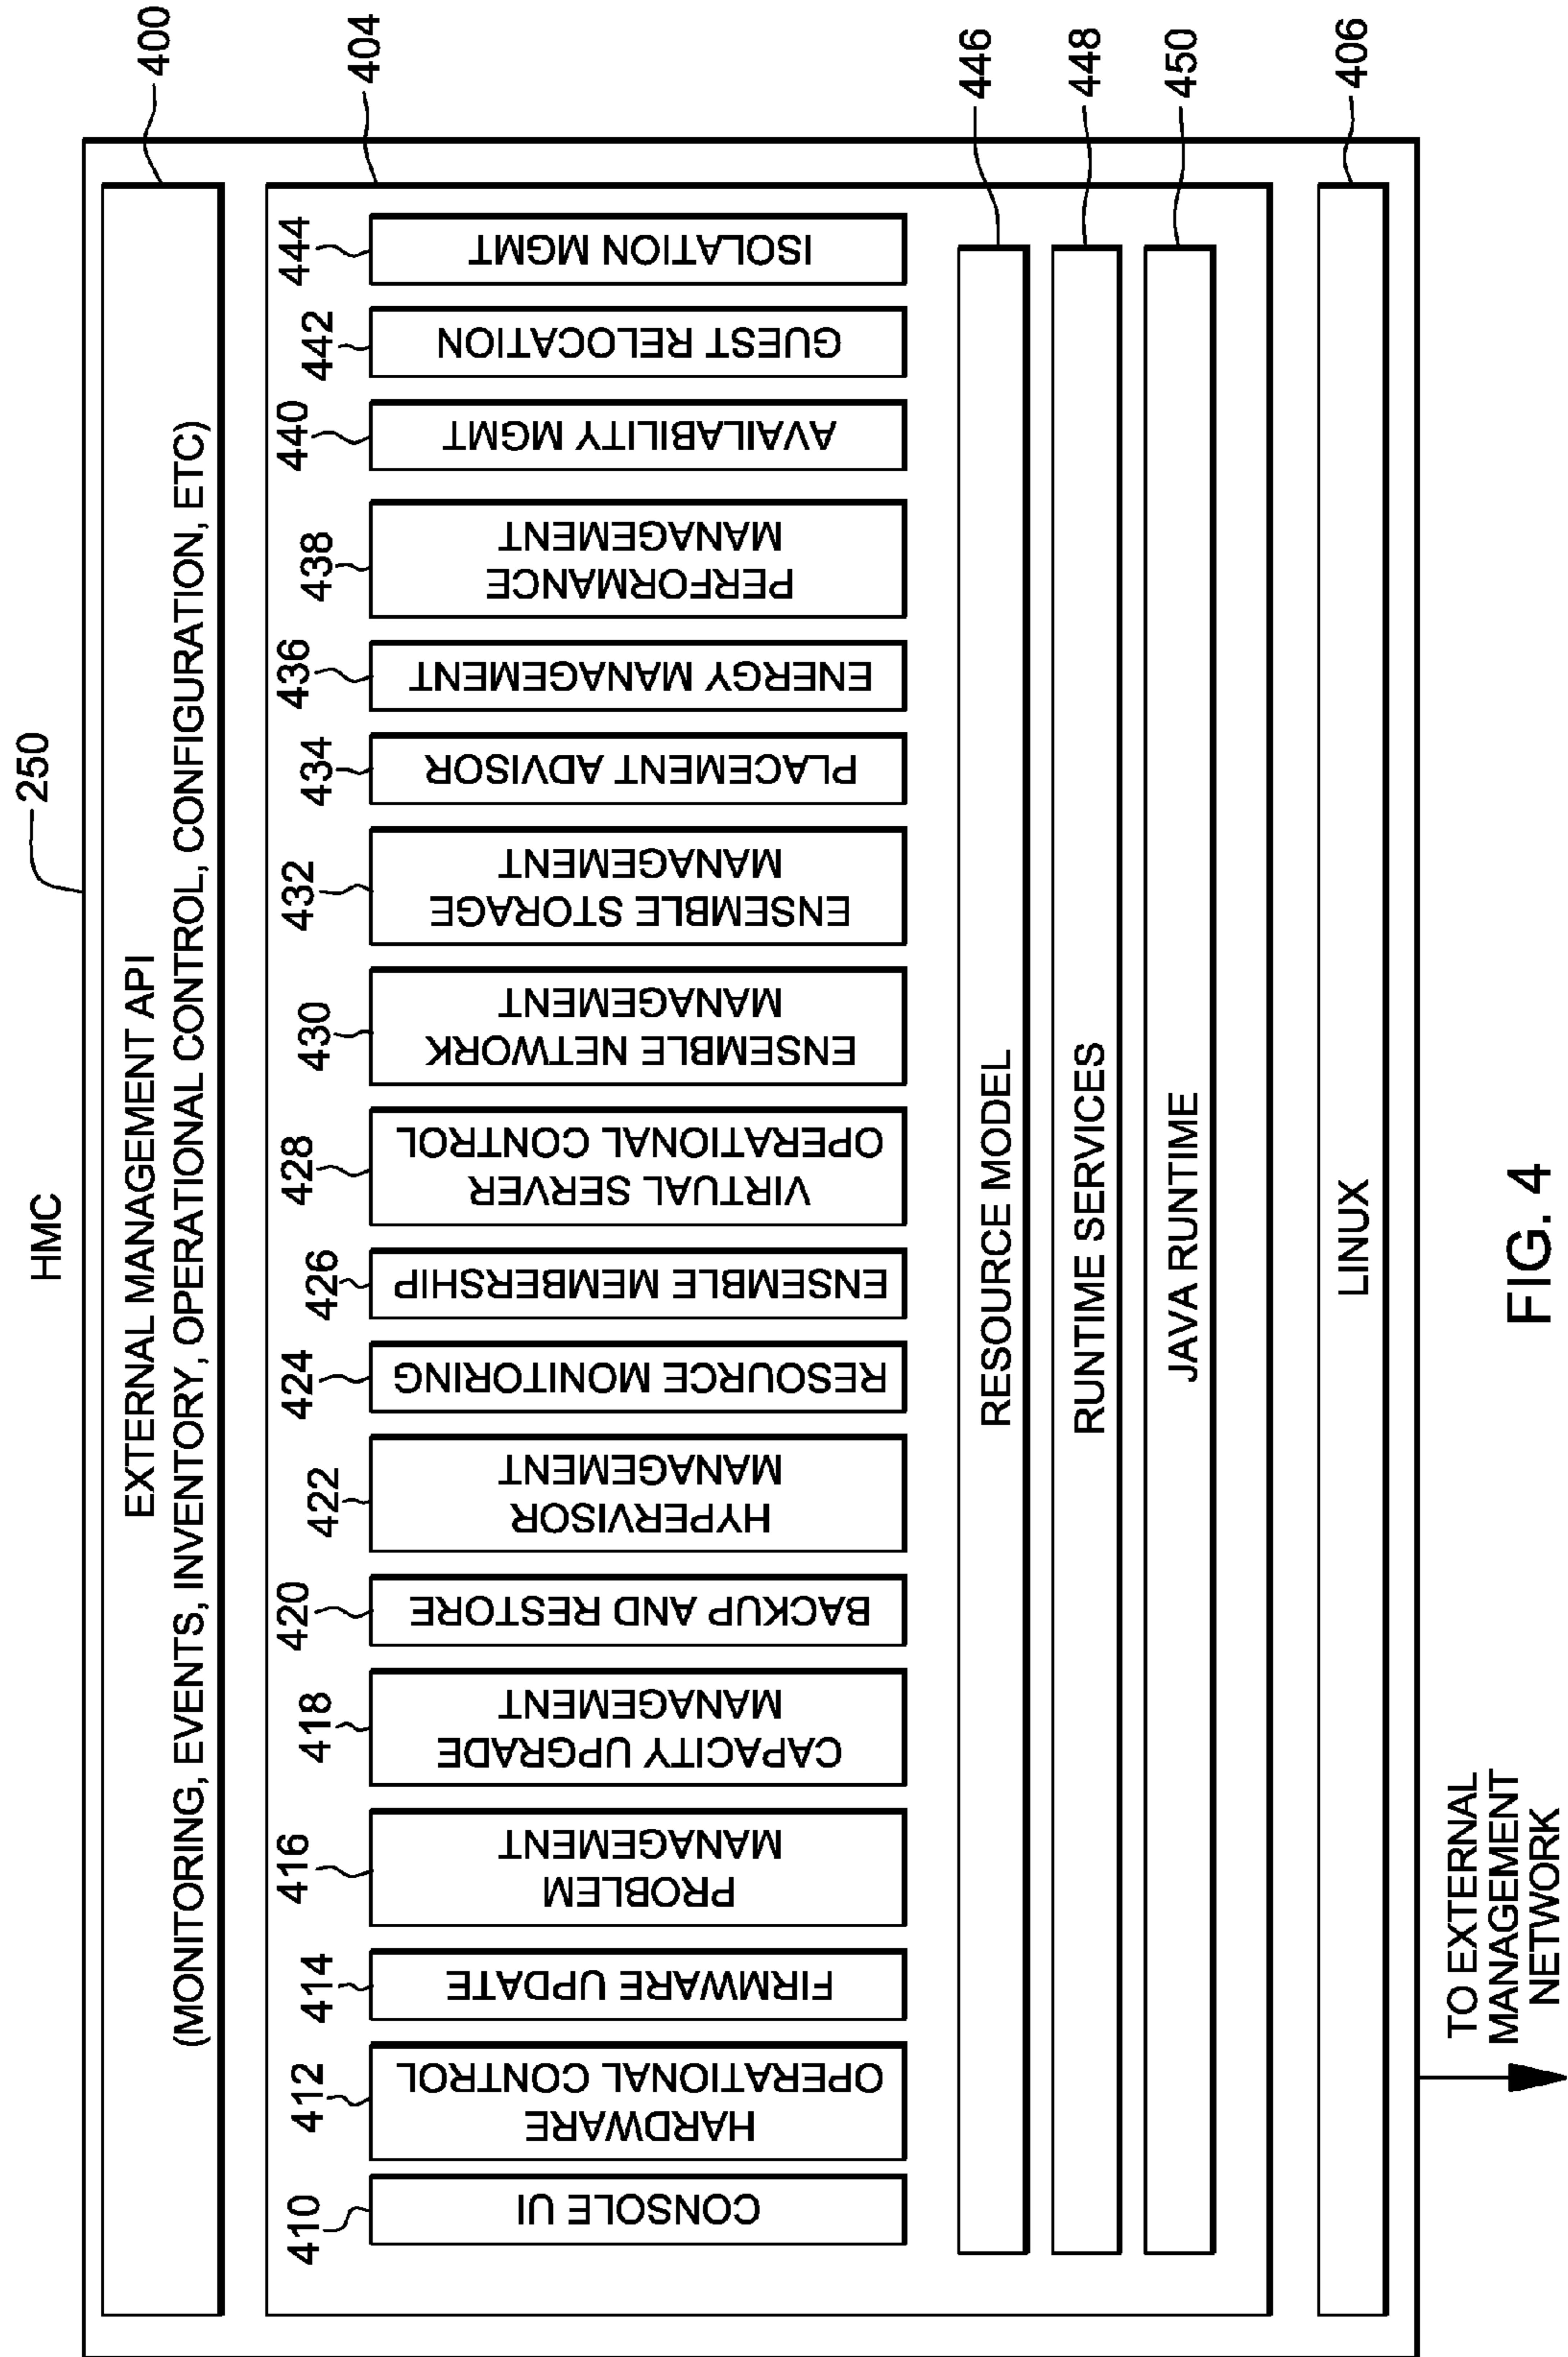 HMC
250
EXTERNAL MANAGEMENT API
(MONITORING, EVENTS, INVENTORY, OPERATIONAL CONTROL, CONFIGURATION, ETC)
400
404
410
412
414
416
418
420
422
424
426
428
430
432
434
436
438
440
442
444
CONSOLE UI
HARDWARE
OPERATIONAL CONTROL
FIRMWARE UPDATE
PROBLEM
MANAGEMENT
CAPACITY UPGRADE
MANAGEMENT
BACKUP AND RESTORE
HYPERVISOR
MANAGEMENT
RESOURCE MONITORING
ENSEMBLE MEMBERSHIP
VIRTUAL SERVER
OPERATIONAL CONTROL
ENSEMBLE NETWORK
MANAGEMENT
ENSEMBLE STORAGE
MANAGEMENT
PLACEMENT ADVISOR
ENERGY MANAGEMENT
PERFORMANCE
MANAGEMENT
AVAILABILITY MGMT
GUEST RELOCATION
ISOLATION MGMT
RESOURCE MODEL
446
RUNTIME SERVICES
448
JAVA RUNTIME
450
LINUX
406
TO EXTERNAL
MANAGEMENT
NETWORK
FIG. 4